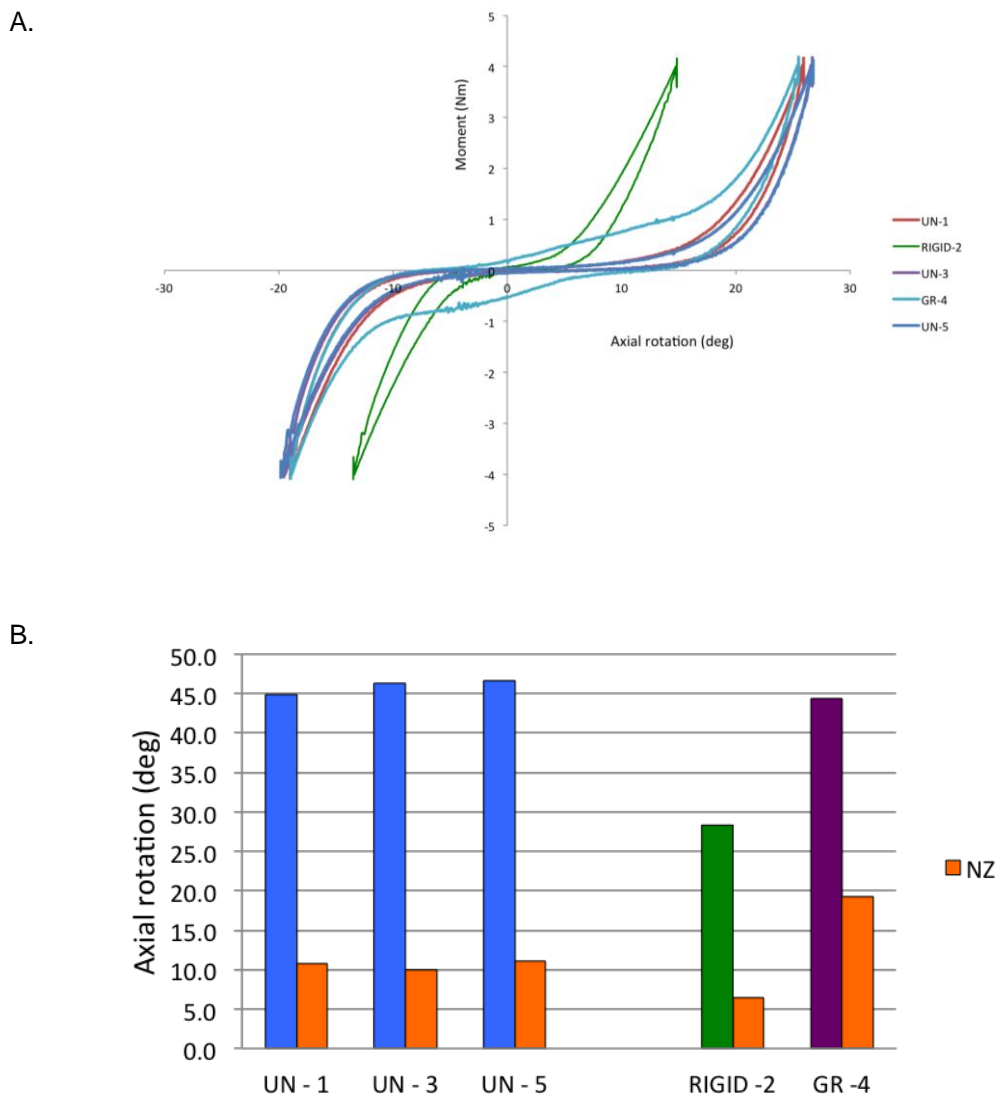 A.
5
4
3
2
1
0
-1
-2
-3
-4
-5
Moment (Nm)
-30
-20
-10
0
10
20
30
Axial rotation (deg)
UN-1
RIGID-2
UN-3
GR-4
UN-5
B.
50.0
45.0
40.0
35.0
30.0
25.0
20.0
15.0
10.0
5.0
0.0
Axial rotation (deg)
UN - 1
UN - 3
UN - 5
RIGID -2
GR -4
NZ